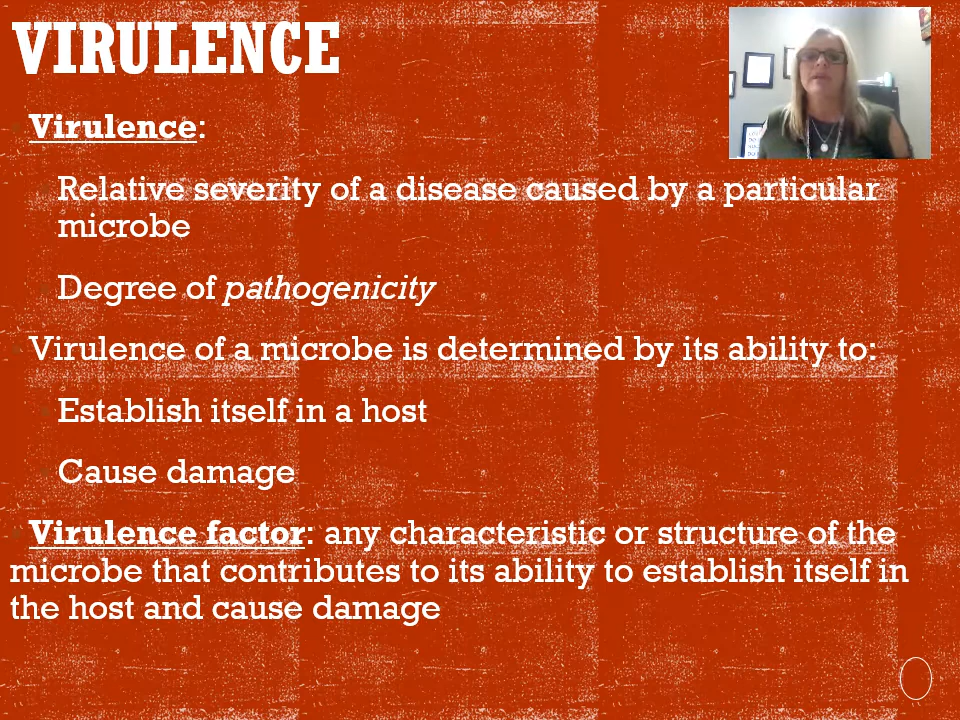 VIRULENCE
Virulence:
Relative severity of a disease caused by a particular
microbe
Degree of pathogenicity
Virulence of a microbe is determined by its ability to:
Establish itself in a host
Cause damage
Virulence factor: any characteristic or structure of the
microbe that contributes to its ability to establish itself in
the host and cause damage